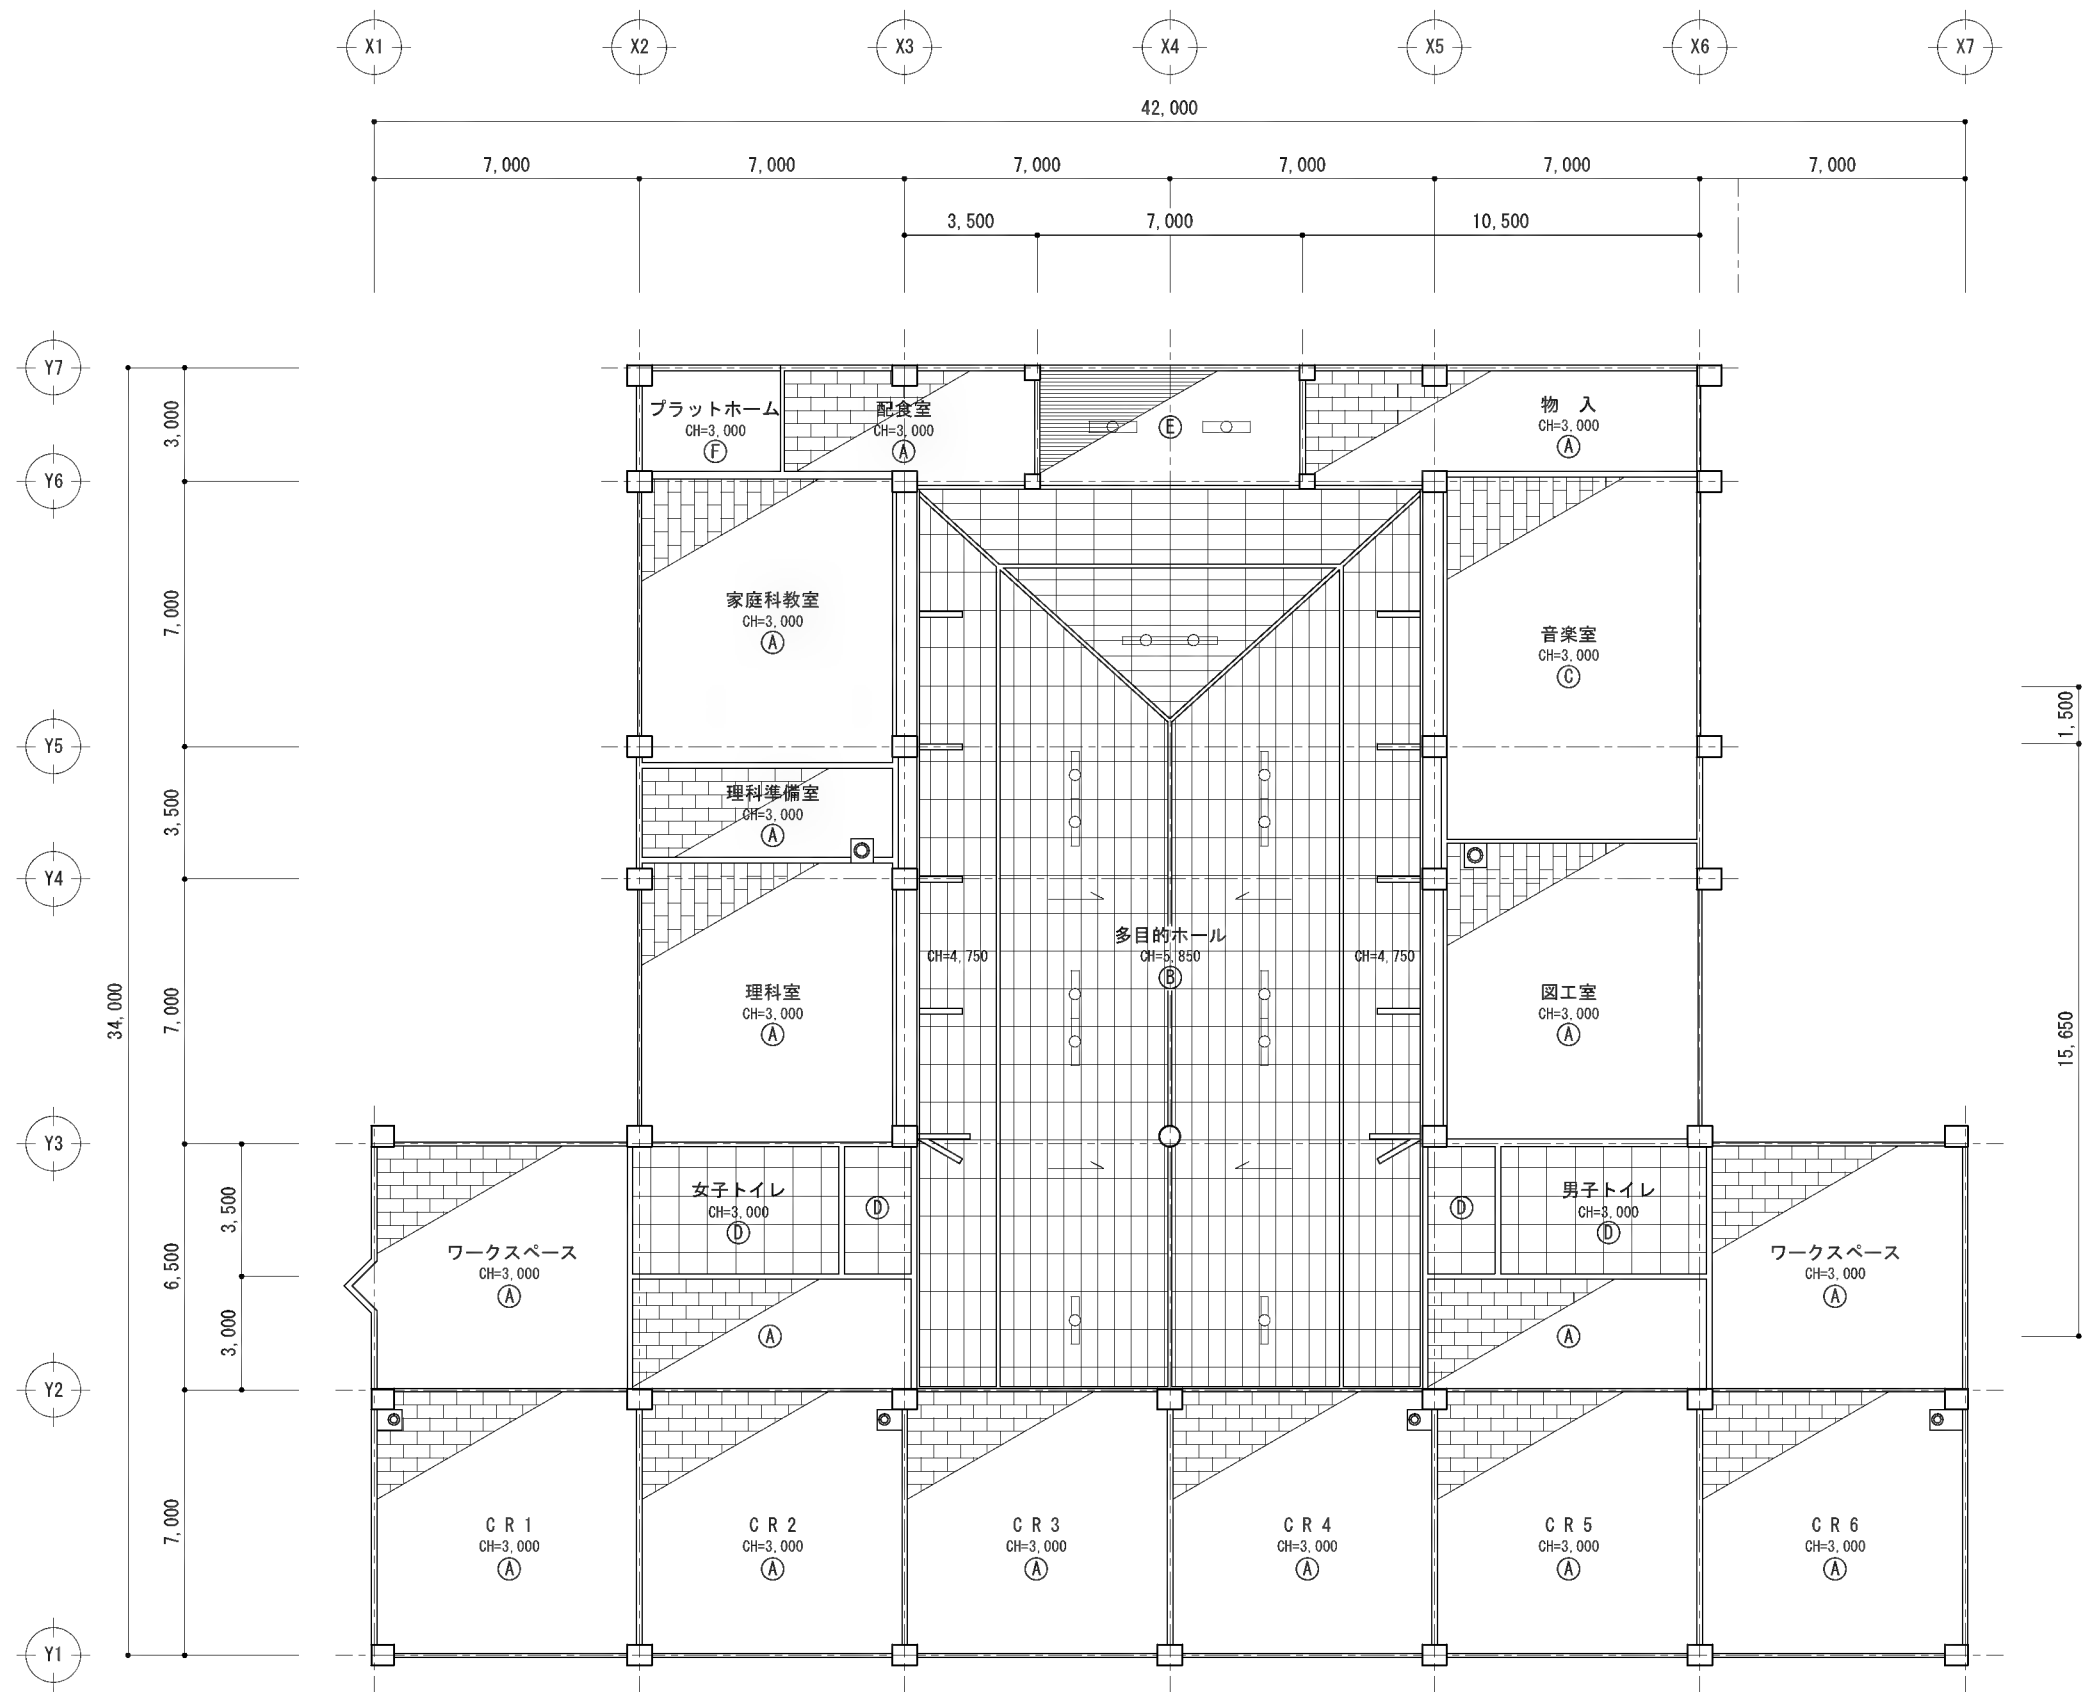 X1 X2 X3 X4 X5 X6 X7
42,000
7,000 7,000 7,000 7,000 7,000 7,000
3,500 7,000 10,500
Y7
Y6
Y5
Y4
Y3
Y2
Y1
34,000
3,000
7,000
3,500
7,000
6,500
7,000
3,500
3,000
1,500
15,650
プラットホーム
CH=3,000
F
配食室
CH=3,000
A
E
物 入
CH=3,000
A
家庭科教室
CH=3,000
A
音楽室
CH=3,000
C
理科準備室
CH=3,000
A
理科室
CH=3,000
A
CH=4,750
多目的ホール
CH=5,850
B
CH=4,750
図工室
CH=3,000
A
ワークスペース
CH=3,000
A
女子トイレ
CH=3,000
D
D
A
D
男子トイレ
CH=3,000
D
A
ワークスペース
CH=3,000
A
CR1
CH=3,000
A
CR2
CH=3,000
A
CR3
CH=3,000
A
CR4
CH=3,000
A
CR5
CH=3,000
A
CR6
CH=3,000
A